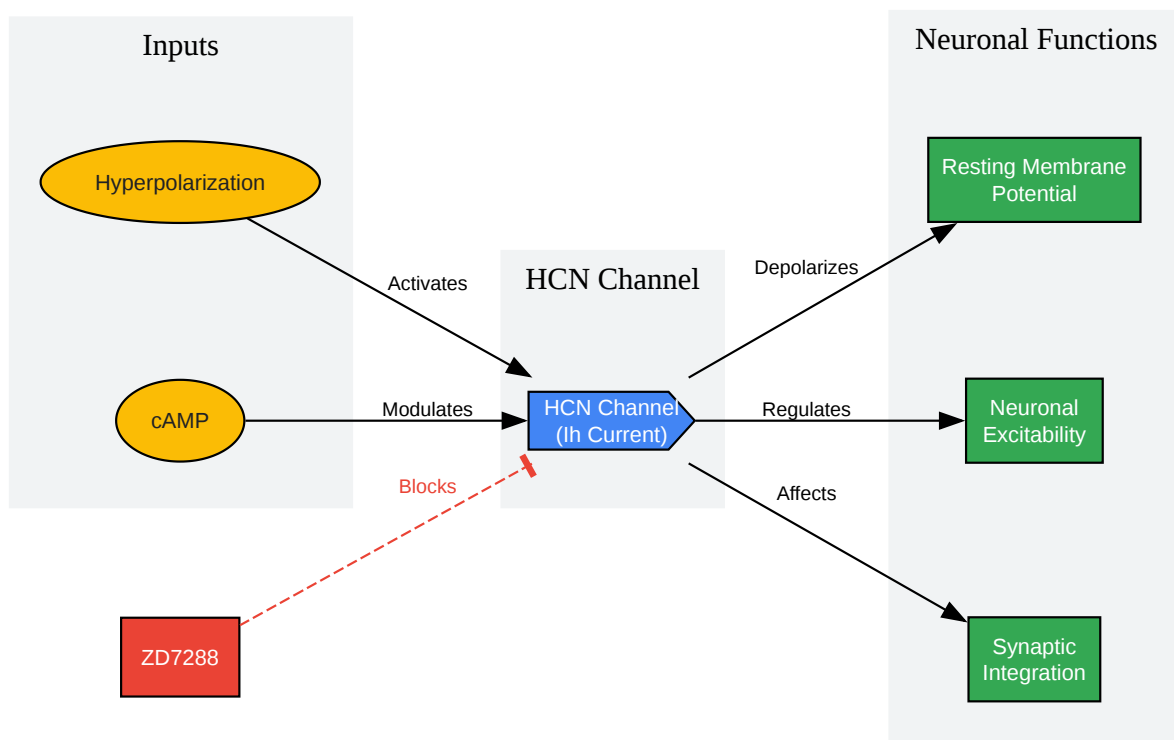 Inputs
Neuronal Functions
Hyperpolarization
Resting Membrane
Potential
Activates
HCN Channel
Depolarizes
cAMP
Modulates
HCN Channel
(Ih Current)
Regulates
Neuronal
Excitability
Blocks
Affects
ZD7288
Synaptic
Integration